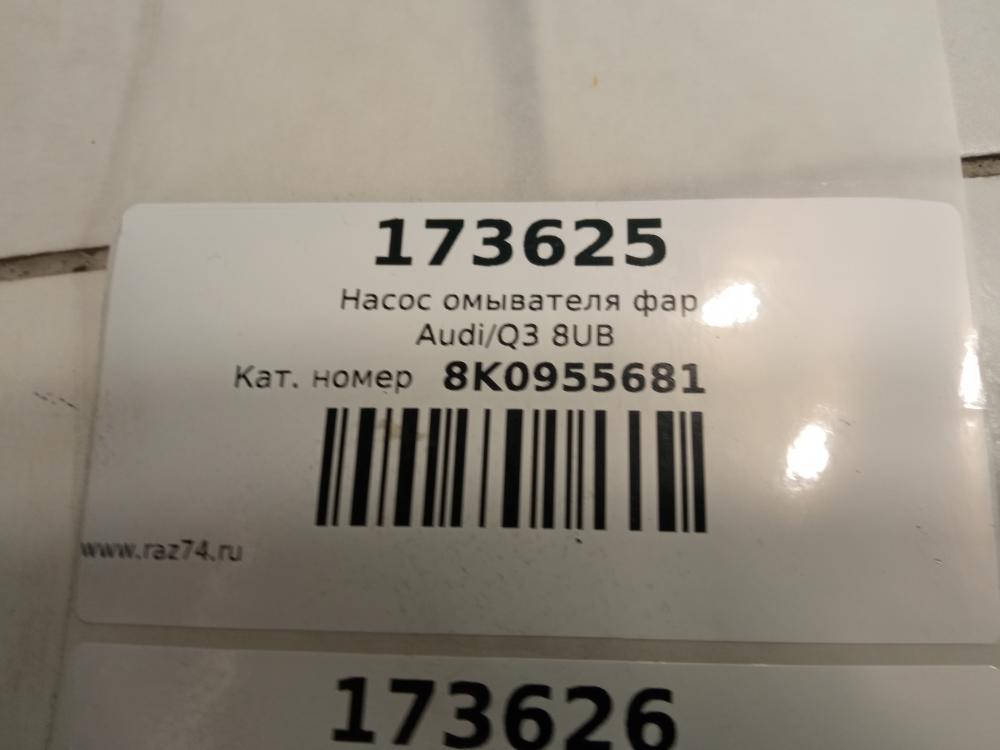 173625
Насос омывателя фар
Audi/Q3 8UB
Кат. номер 8K0955681
www.raz74.ru
173626